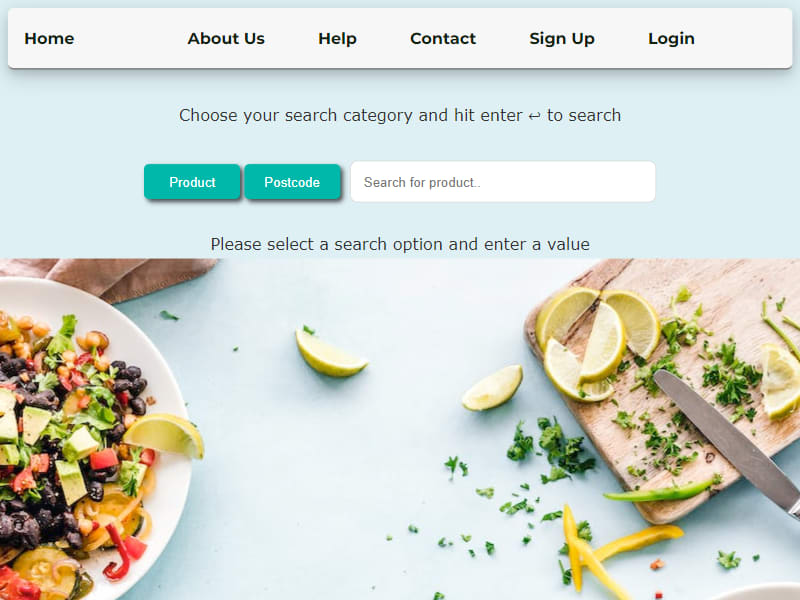 Home About Us Help Contact Sign Up Login
Choose your search category and hit enter ↩ to search
Product Postcode Search for product..
Please select a search option and enter a value